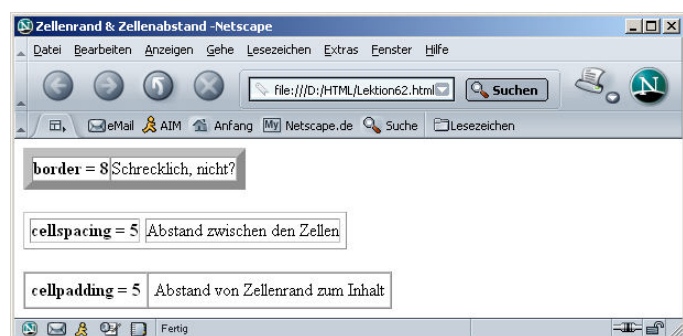 Zellenrand & Zellenabstand -Netscape
Datei Bearbeiten Anzeigen Gehe Lesezeichen Extras Fenster Hilfe
file:///D:/HTML/Lektion62.html Suchen N
eMail AIM Anfang My Netscape.de Suche Lesezeichen
border = 8 Schrecklich, nicht?
cellspacing = 5 Abstand zwischen den Zellen
cellpadding = 5 Abstand von Zellenrand zum Inhalt
Fertig